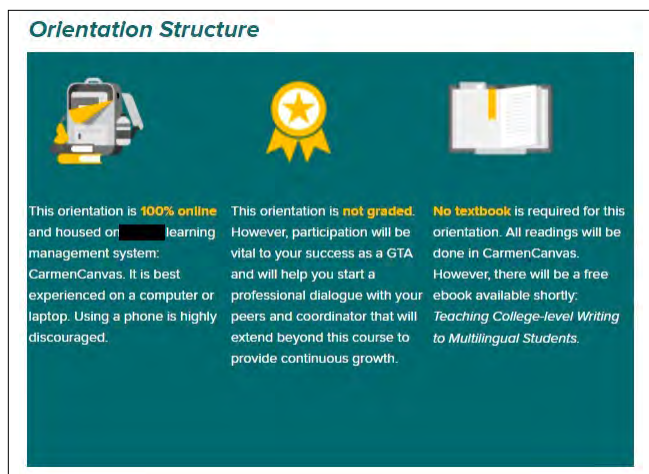 Orientation Structure
This orientation is 100% online
and housed on learning
management system:
CarmenCanvas. It is best
experienced on a computer or
laptop. Using a phone is highly
discouraged.
This orientation is not graded.
However, participation will be
vital to your success as a GTA
and will help you start a
professional dialogue with your
peers and coordinator that will
extend beyond this course to
provide continuous growth.
No textbook is required for this
orientation. All readings will be
done in CarmenCanvas.
However, there will be a free
ebook available shortly:
Teaching College-level Writing
to Multilingual Students.